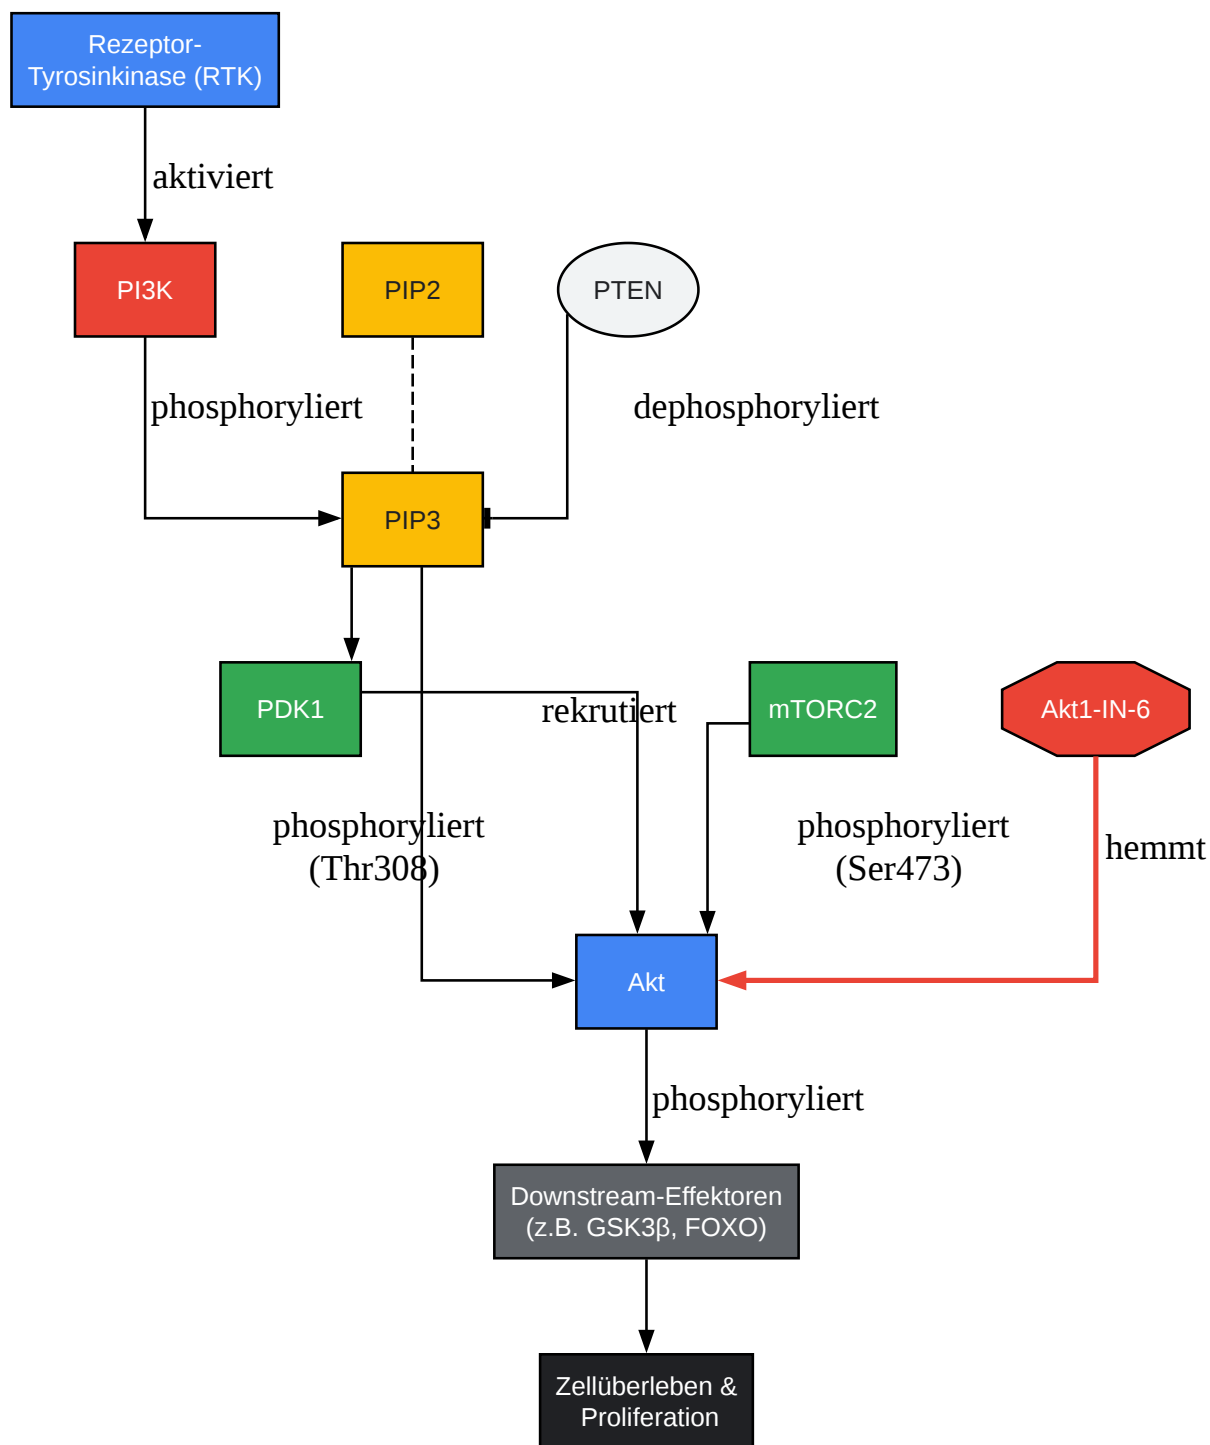 Rezeptor-
Tyrosinkinase (RTK)
aktiviert
PI3K
PIP2
PTEN
phosphoryliert
dephosphoryliert
PIP3
PDK1
rekrutiert
mTORC2
Akt1-IN-6
phosphoryliert
(Thr308)
phosphoryliert
(Ser473)
hemmt
Akt
phosphoryliert
Downstream-Effektoren
(z.B. GSK3β, FOXO)
Zellüberleben &
Proliferation